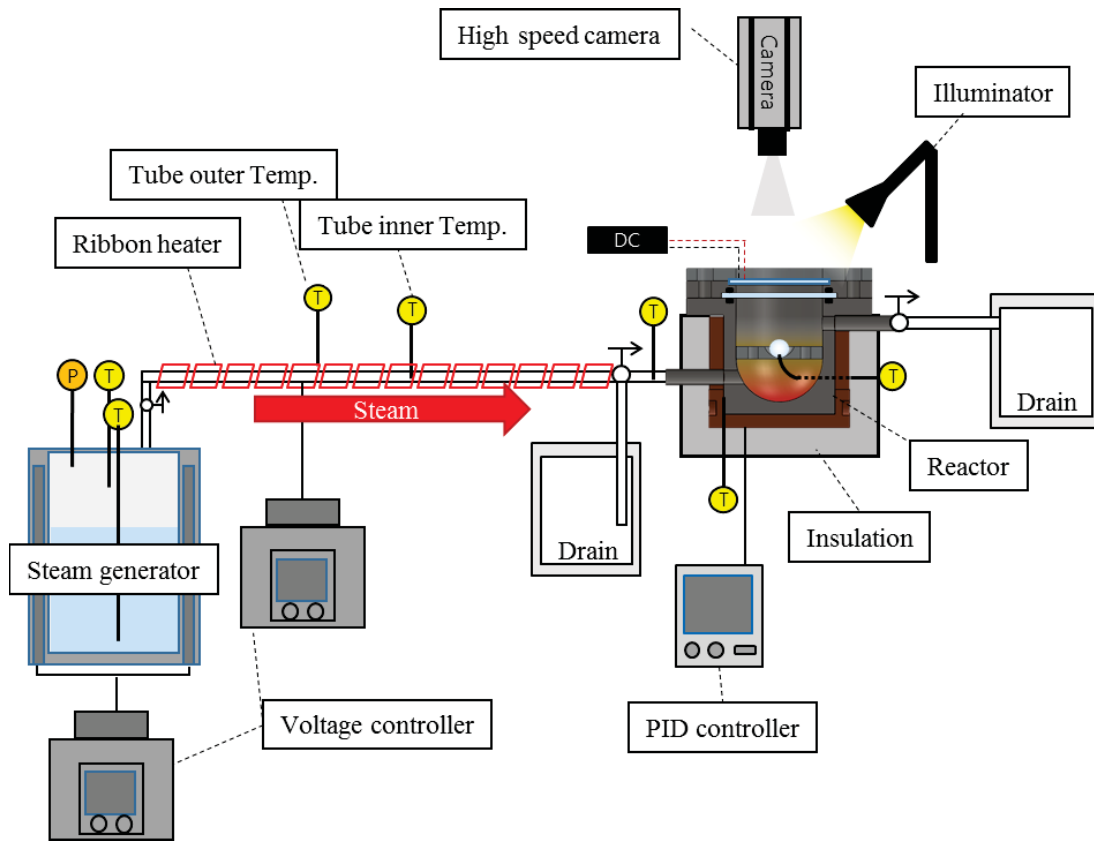 High speed camera
Camera
Illuminator
Tube outer Temp.
Tube inner Temp.
Ribbon heater
DC
T
T
T
P
T
T
T
Steam
Drain
Reactor
T
Drain
Insulation
Steam generator
Voltage controller
PID controller